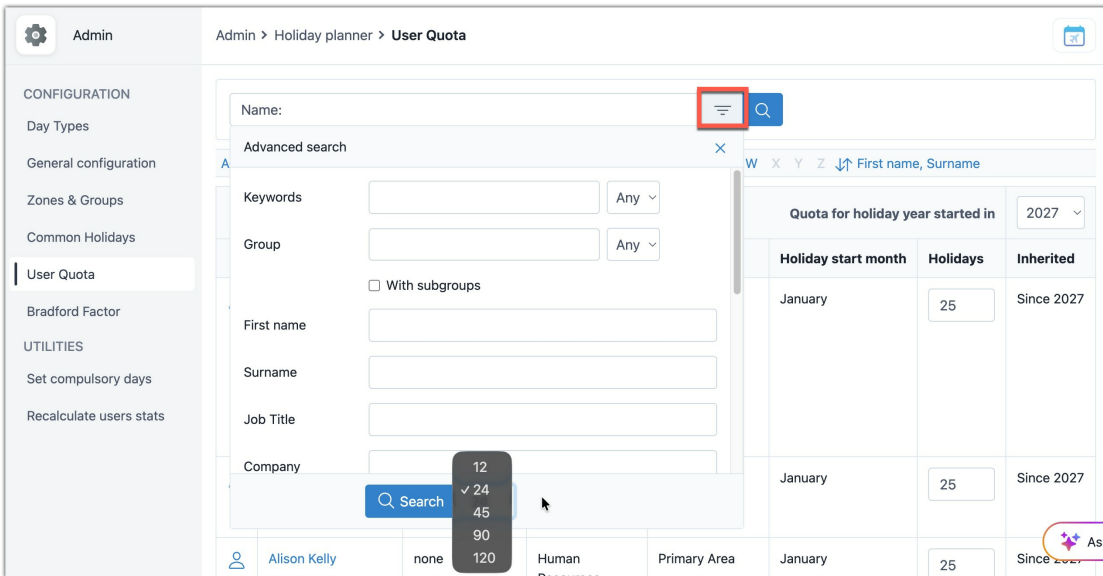 Admin
Admin > Holiday planner > User Quota
CONFIGURATION
Day Types
General configuration
Zones & Groups
Common Holidays
User Quota
Bradford Factor
UTILITIES
Set compulsory days
Recalculate users stats
Name:
Advanced search
A
W X Y Z First name, Surname
Keywords
Any
Group
Any
With subgroups
First name
Surname
Job Title
Company
Search
12
✓ 24
45
90
120
Quota for holiday year started in 2027
Holiday start month Holidays Inherited
January 25 Since 2027
January 25 Since 2027
Alison Kelly none Human Primary Area January 25 Since 2027
As